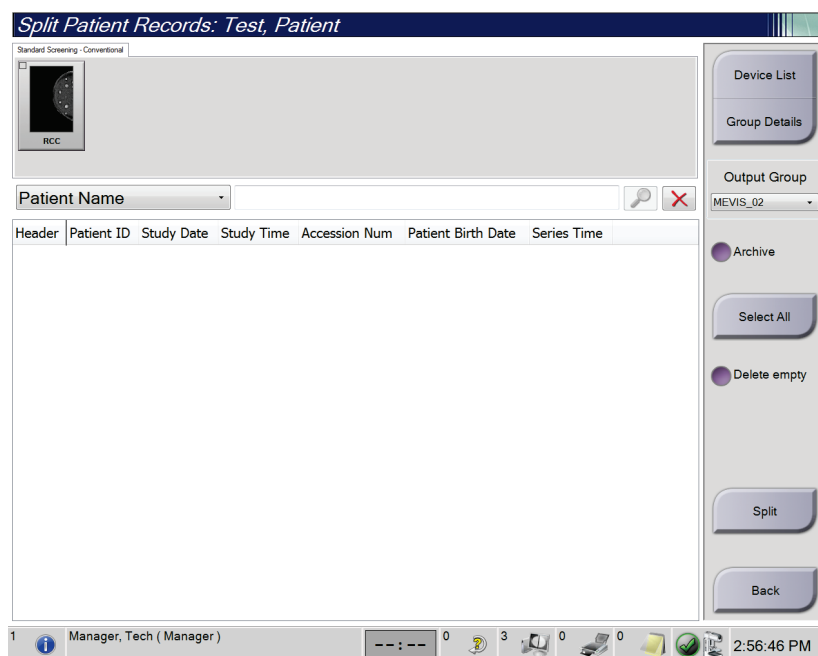 Split Patient Records: Test, Patient
Standard Screening - Conventional
RCC
Device List
Group Details
Output Group
MEVIS_02
Patient Name
Header Patient ID Study Date Study Time Accession Num Patient Birth Date Series Time
Archive
Select All
Delete empty
Split
Back
1 Manager, Tech ( Manager ) --:-- 0 3 0 0 2:56:46 PM